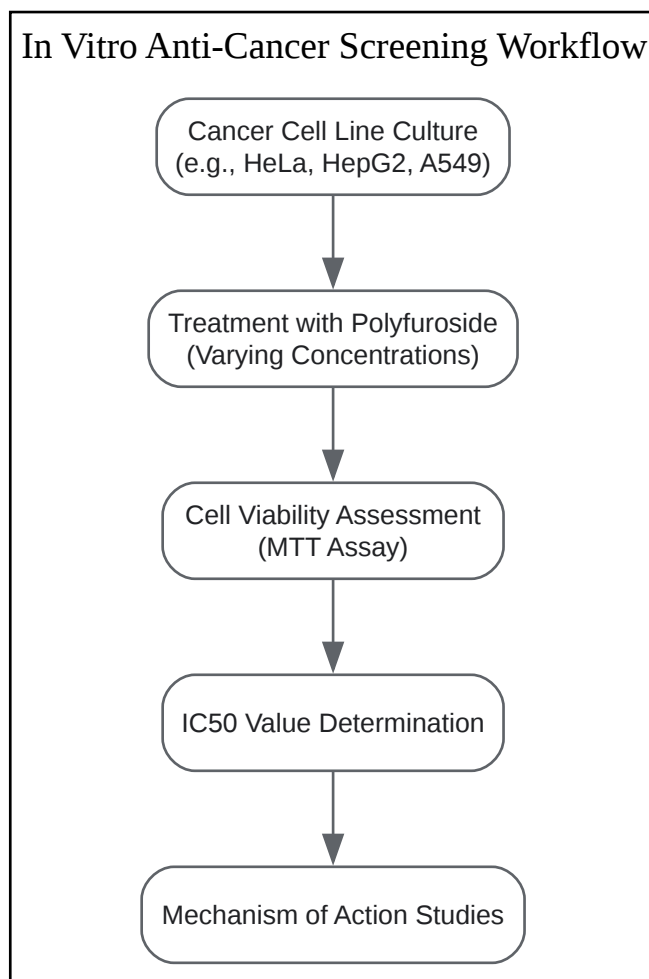 In Vitro Anti-Cancer Screening Workflow
Cancer Cell Line Culture
(e.g., HeLa, HepG2, A549)
Treatment with Polyfuroside
(Varying Concentrations)
Cell Viability Assessment
(MTT Assay)
IC50 Value Determination
Mechanism of Action Studies